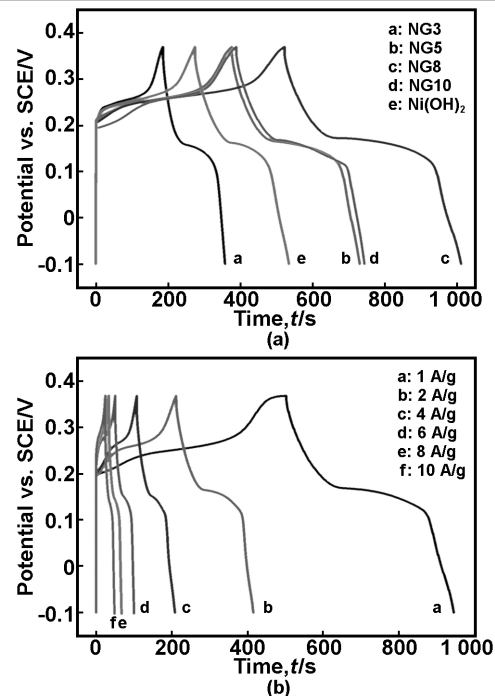 0.4
0.3
0.2
0.1
0
-0.1
Potential vs. SCE/V
a: NG3
b: NG5
c: NG8
d: NG10
e: Ni(OH)₂
a e b d c
0 200 400 600 800 1 000
Time,t/s
(a)
0.4
0.3
0.2
0.1
0
-0.1
Potential vs. SCE/V
a: 1 A/g
b: 2 A/g
c: 4 A/g
d: 6 A/g
e: 8 A/g
f: 10 A/g
f e d c b a
0 200 400 600 800 1 000
Time,t/s
(b)